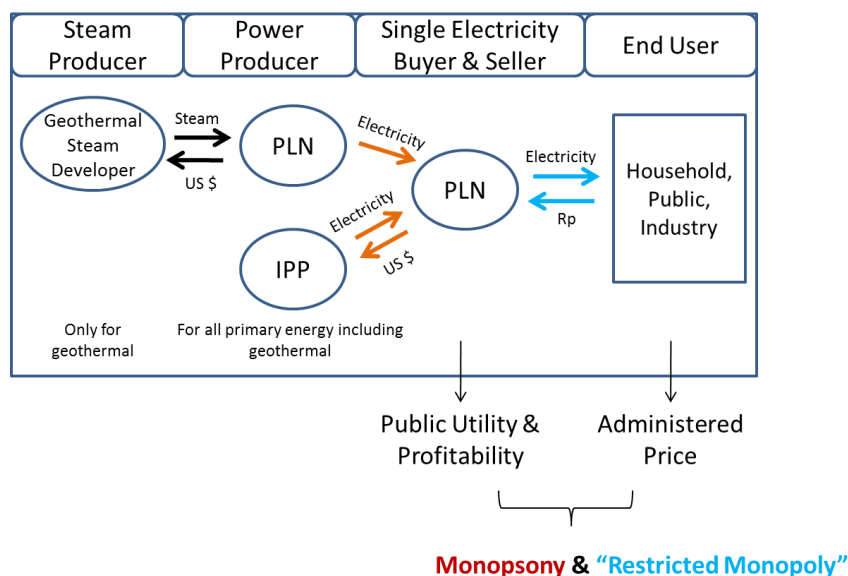 Steam
Producer
Power
Producer
Single Electricity
Buyer & Seller
End User
Geothermal
Steam
Developer
Steam
US $
PLN
Electricity
IPP
Electricity
US $
PLN
Electricity
Rp
Household,
Public,
Industry
Only for
geothermal
For all primary energy including
geothermal
Public Utility &
Profitability
Administered
Price
Monopsony & “Restricted Monopoly”